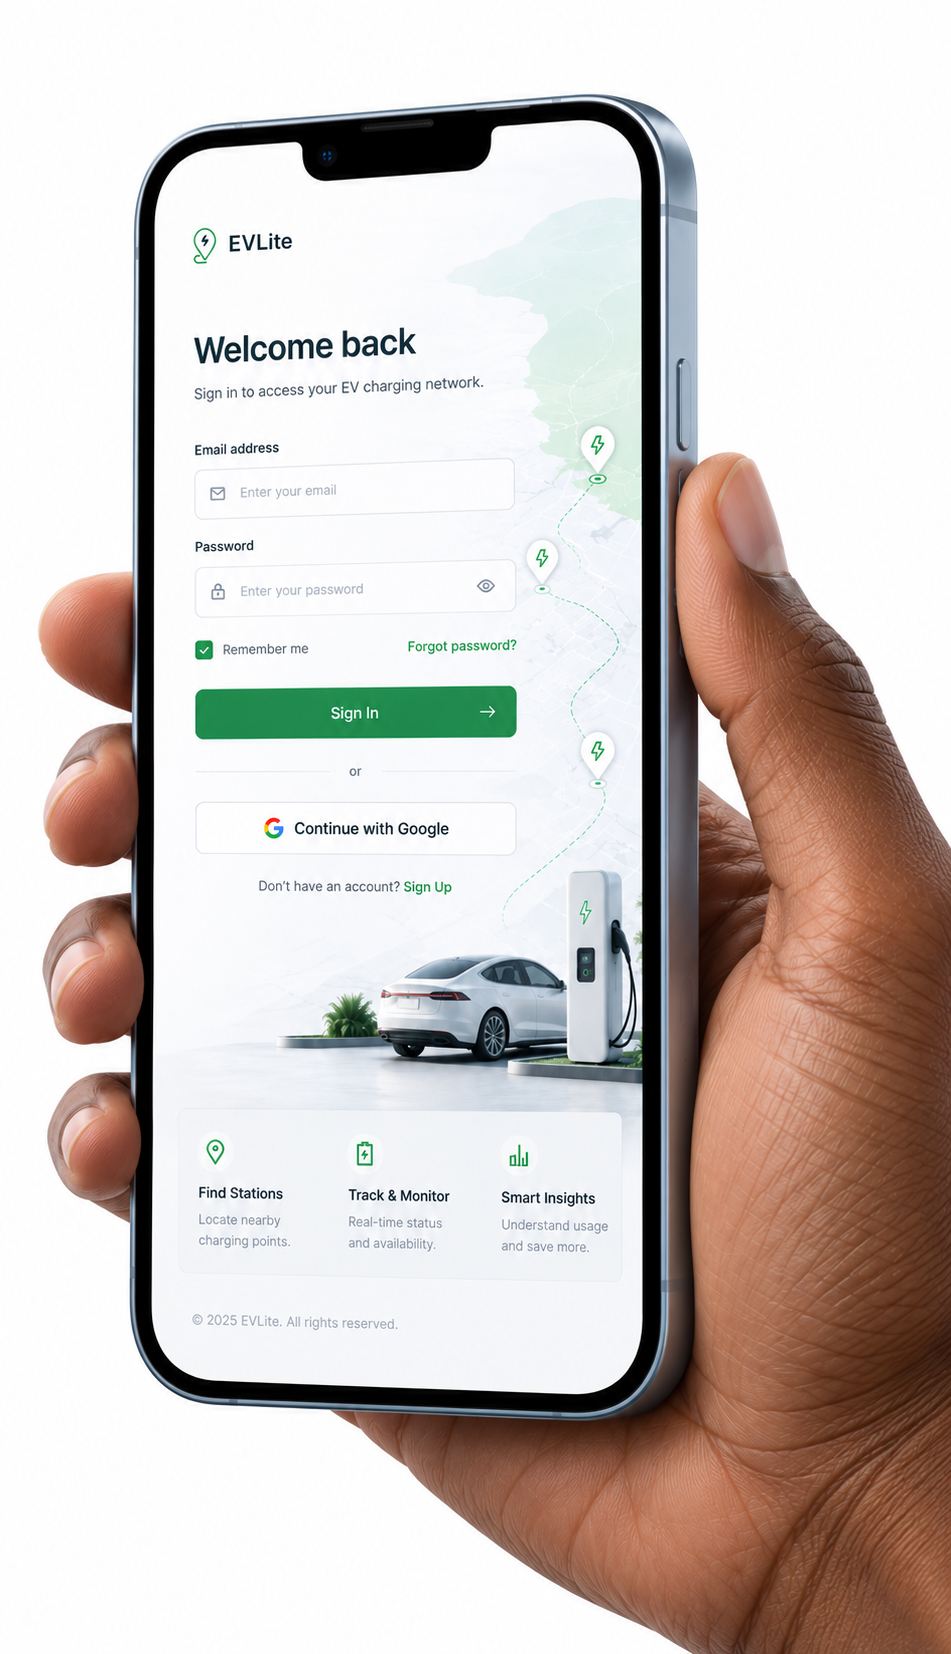 EVLite
Welcome back
Sign in to access your EV charging network.
Email address
Enter your email
Password
Enter your password
Remember me
Forgot password?
Sign In
or
Continue with Google
Don't have an account? Sign Up
Find Stations
Locate nearby
charging points.
Track & Monitor
Real-time status
and availability.
Smart Insights
Understand usage
and save more.
© 2025 EVLite. All rights reserved.